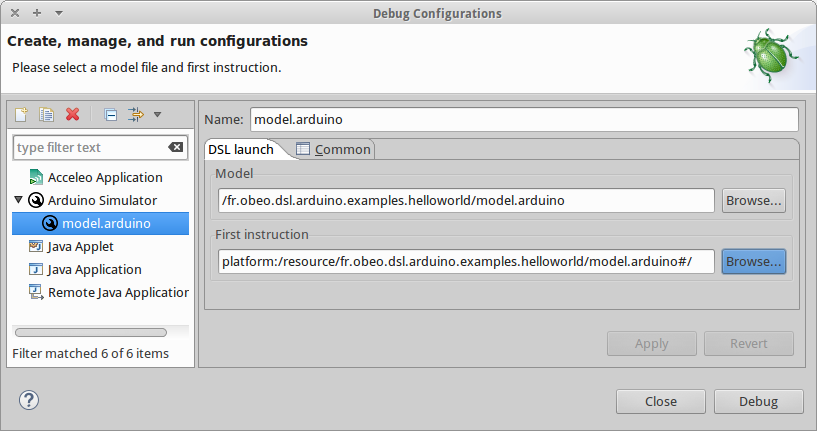 Debug Configurations
Create, manage, and run configurations
Please select a model file and first instruction.
type filter text
Acceleo Application
Arduino Simulator
model.arduino
Java Applet
Java Application
Remote Java Application
Filter matched 6 of 6 items
Name: model.arduino
DSL launch Common
Model
/fr.obeo.dsl.arduino.examples.helloworld/model.arduino Browse...
First instruction
platform:/resource/fr.obeo.dsl.arduino.examples.helloworld/model.arduino#/ Browse...
Apply Revert
? Close Debug